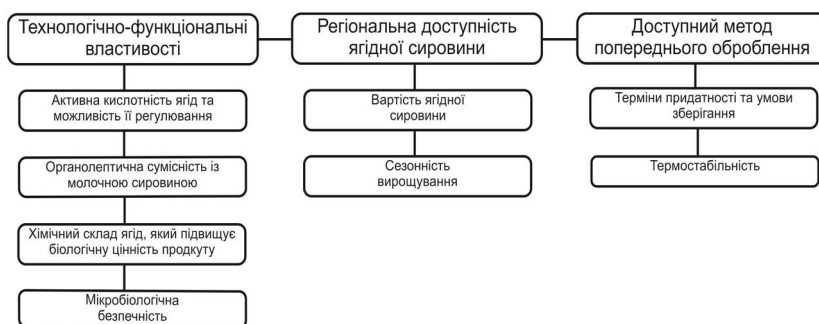 Технологічно-функціональні
властивості
Регіональна доступність
ягідної сировини
Доступний метод
попереднього оброблення
Активна кислотність ягід та
можливість її регулювання
Органолептична сумісність із
молочною сировиною
Хімічний склад ягід, який підвищує
біологічну цінність продкуту
Мікробіологічна
безпечність
Вартість ягідної
сировини
Сезонність
вирощування
Терміни придатності та умови
зберігання
Термостабільність